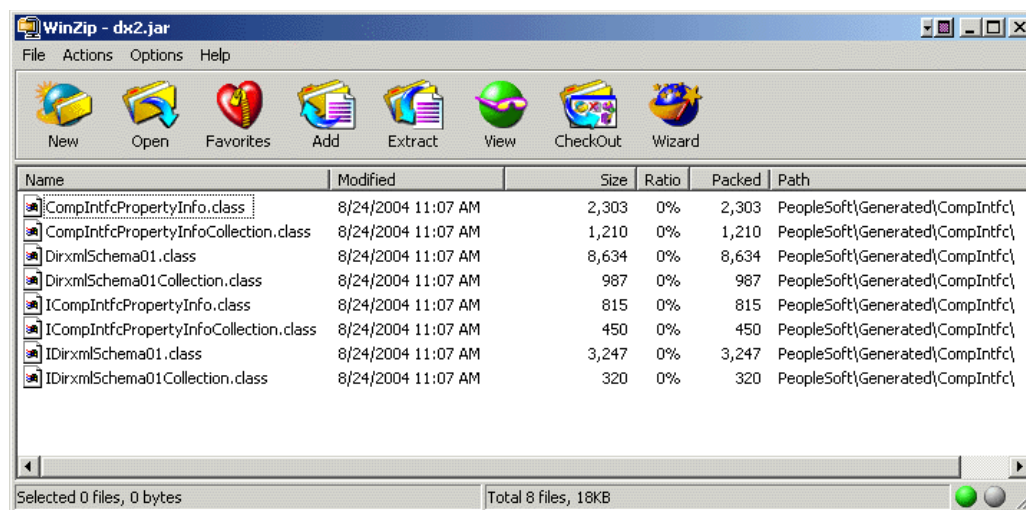 WinZip - dx2.jar
File Actions Options Help
New Open Favorites Add Extract View CheckOut Wizard
Name Modified Size Ratio Packed Path
CompIntfcPropertyInfo.class 8/24/2004 11:07 AM 2,303 0% 2,303 PeopleSoft\Generated\CompIntfc\
CompIntfcPropertyInfoCollection.class 8/24/2004 11:07 AM 1,210 0% 1,210 PeopleSoft\Generated\CompIntfc\
DirxmlSchema01.class 8/24/2004 11:07 AM 8,634 0% 8,634 PeopleSoft\Generated\CompIntfc\
DirxmlSchema01Collection.class 8/24/2004 11:07 AM 987 0% 987 PeopleSoft\Generated\CompIntfc\
ICompIntfcPropertyInfo.class 8/24/2004 11:07 AM 815 0% 815 PeopleSoft\Generated\CompIntfc\
ICompIntfcPropertyInfoCollection.class 8/24/2004 11:07 AM 450 0% 450 PeopleSoft\Generated\CompIntfc\
IDirxmlSchema01.class 8/24/2004 11:07 AM 3,247 0% 3,247 PeopleSoft\Generated\CompIntfc\
IDirxmlSchema01Collection.class 8/24/2004 11:07 AM 320 0% 320 PeopleSoft\Generated\CompIntfc\
Selected 0 files, 0 bytes Total 8 files, 18KB